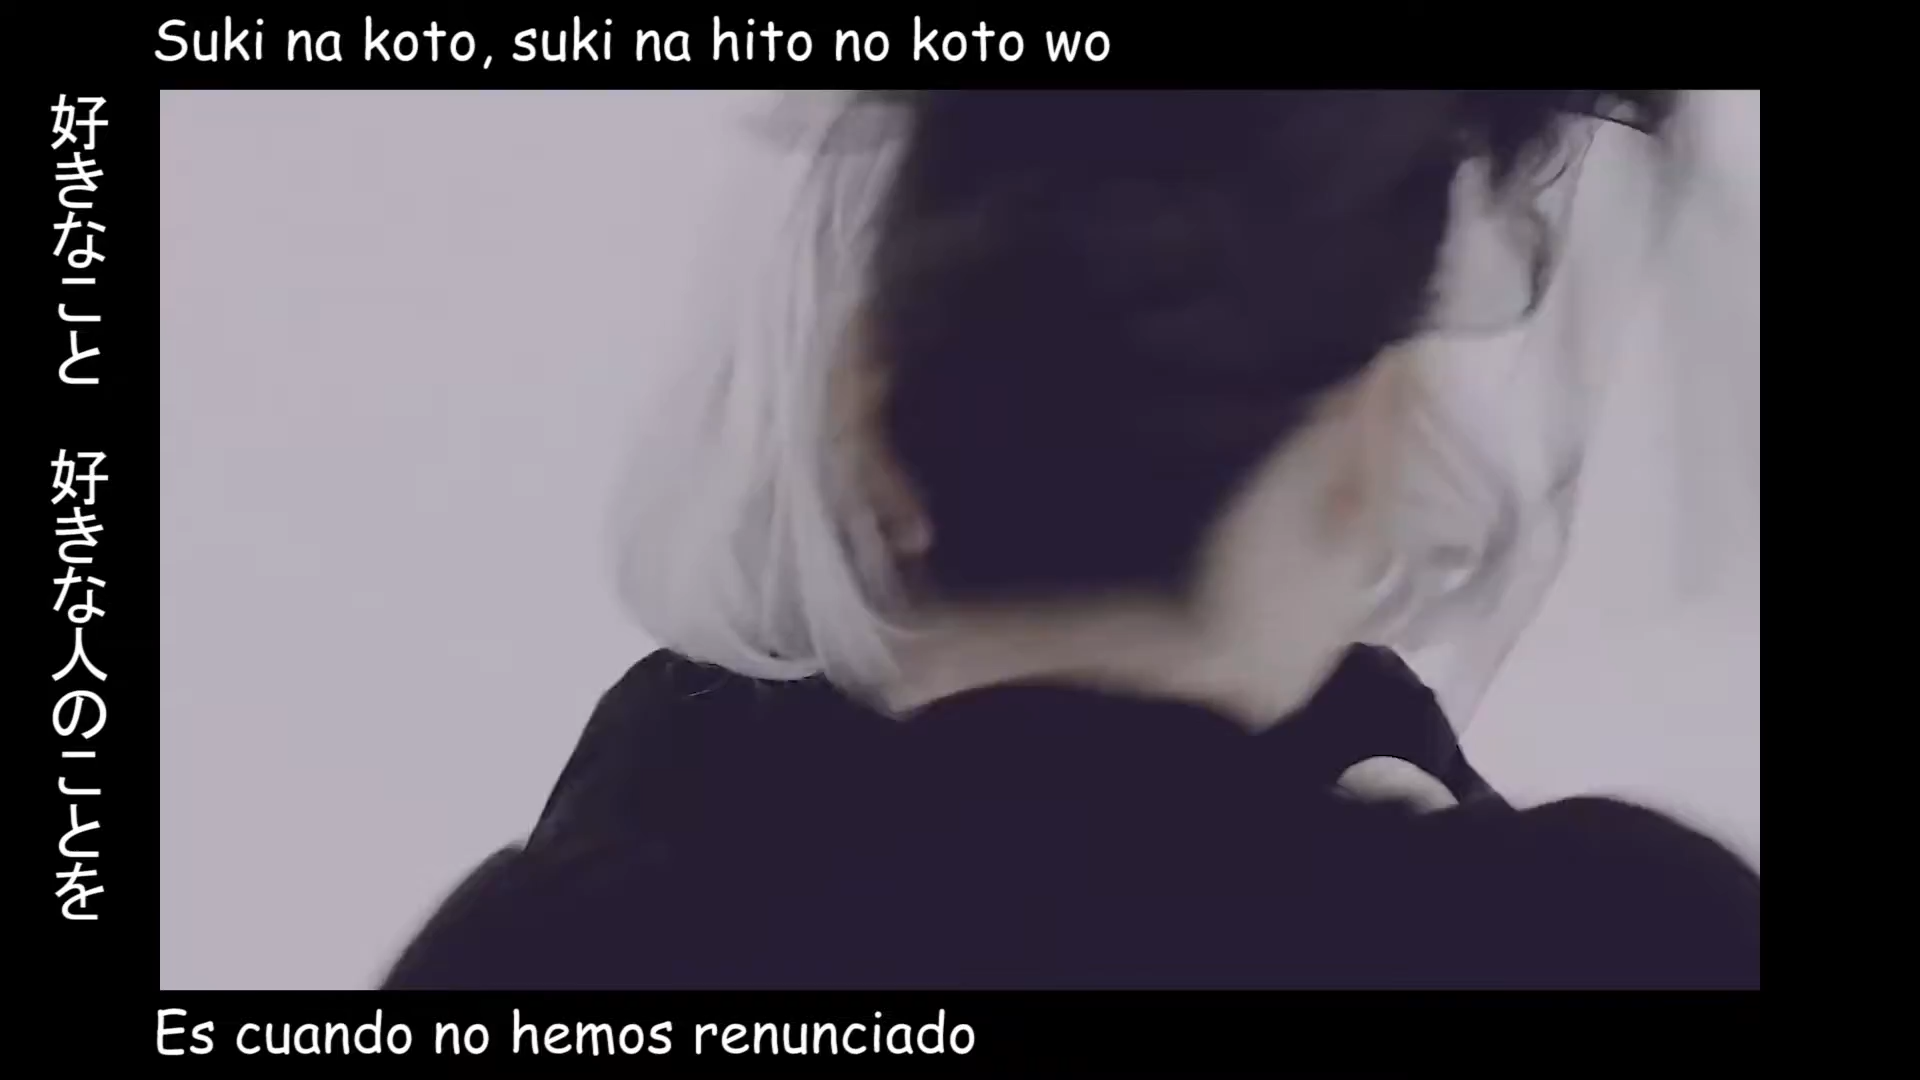 Suki na koto, suki na hito no koto wo
好きなこと　好きな人のことを
Es cuando no hemos renunciado